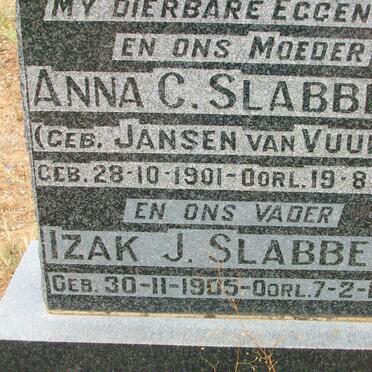 MY DIERBARE EGGEN
EN ONS MOEDER
ANNA C. SLABBE
(GEB. JANSEN VAN VUU
GEB. 28-10-1901-OORL. 19-8
EN ONS VADER
IZAK J. SLABBE
GEB. 30-11-1905-OORL. 7-2-